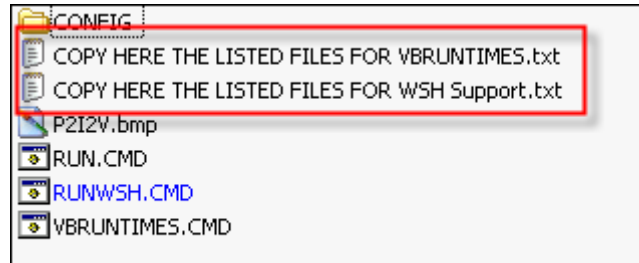 CONFIG
COPY HERE THE LISTED FILES FOR VBRUNTIMES.txt
COPY HERE THE LISTED FILES FOR WSH Support.txt
P2I2V.bmp
RUN.CMD
RUNWSH.CMD
VBRUNTIMES.CMD